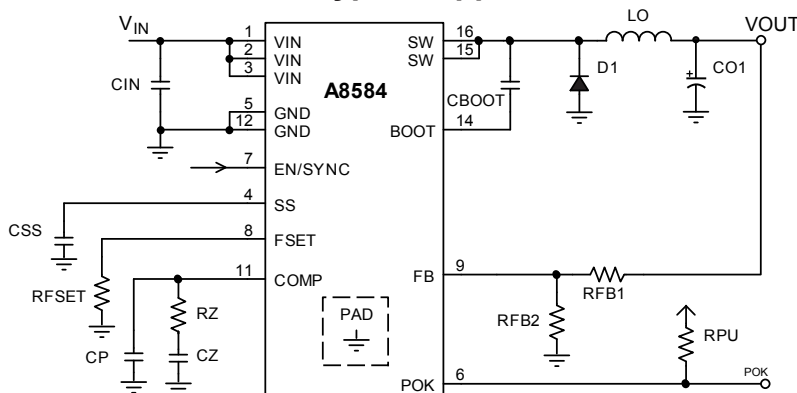 VIN
1
VIN
2
VIN
3
VIN
CIN
5
GND
12
GND
7
EN/SYNC
4
SS
CSS
8
FSET
RFSET
11
COMP
RZ
CP
CZ
A8584
PAD
16
SW
15
SW
CBOOT
14
BOOT
D1
LO
CO1
+
VOUT
9
FB
RFB1
RFB2
RPU
6
POK
POK